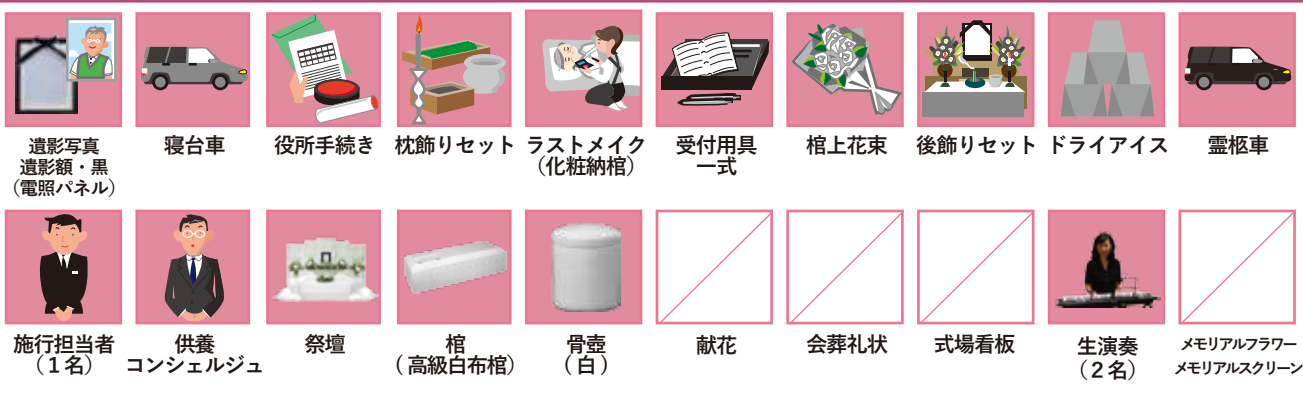 遺影写真
遺影額・黒
（電照パネル）
寝台車
役所手続き
枕飾りセット
ラストメイク
（化粧納棺）
受付用具
一式
棺上花束
後飾りセット
ドライアイス
霊柩車
施行担当者
（１名）
供養
コンシェルジュ
祭壇
棺
（高級白布棺）
骨壺
（白）
献花
会葬礼状
式場看板
生演奏
（２名）
メモリアルフラワー
メモリアルスクリーン